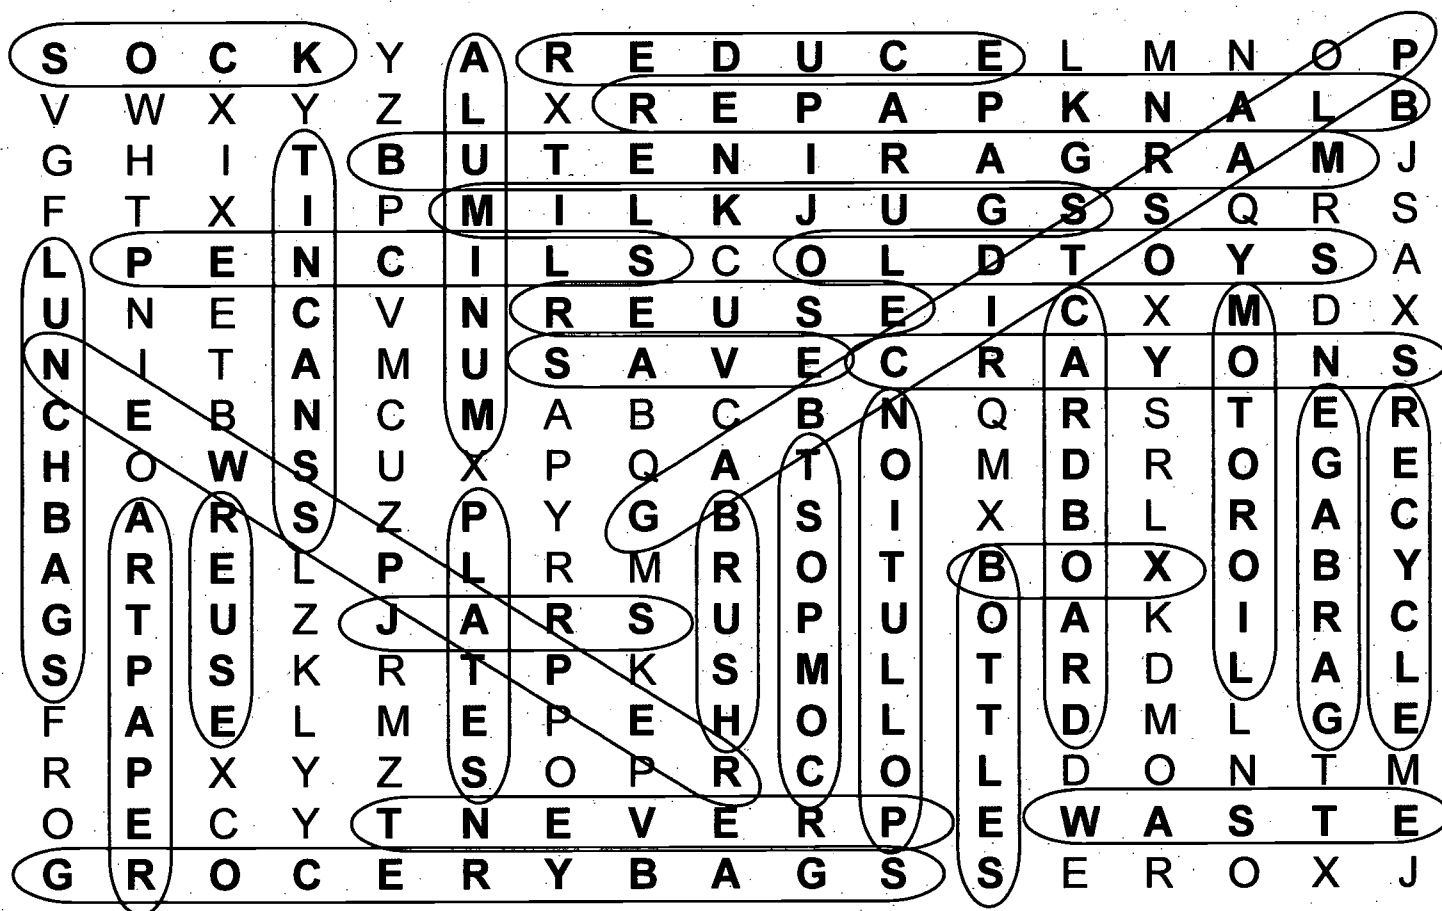 S O C K Y A R E D U C E L M N O P
V W X Y Z L X R E P A P K N A L B
G H I T B U T E N I R A G R A M J
F T X I P M I L K J U G S S Q R S
L P E N C I L S C O L D T O Y S A
U N E C V N R E U S E I C X M D X
N I T A M U S A V E C R A Y O N S
C E B N C M A B C B N Q R S T E R
H O W S U X P Q A T O M D R O G E
B A R S Z P Y G B S I X B L R A C
A R E L P L R M R O T B O X O B Y
G T U Z J A R S U P U O A K I R C
S P S K R T P K S M L T R D L A L
F A E L M E P E H O L T D M L G E
R P X Y Z S O P R C O L D O N T M
O E C Y T N E V E R P E W A S T E
G R O C E R Y B A G S S E R O X J